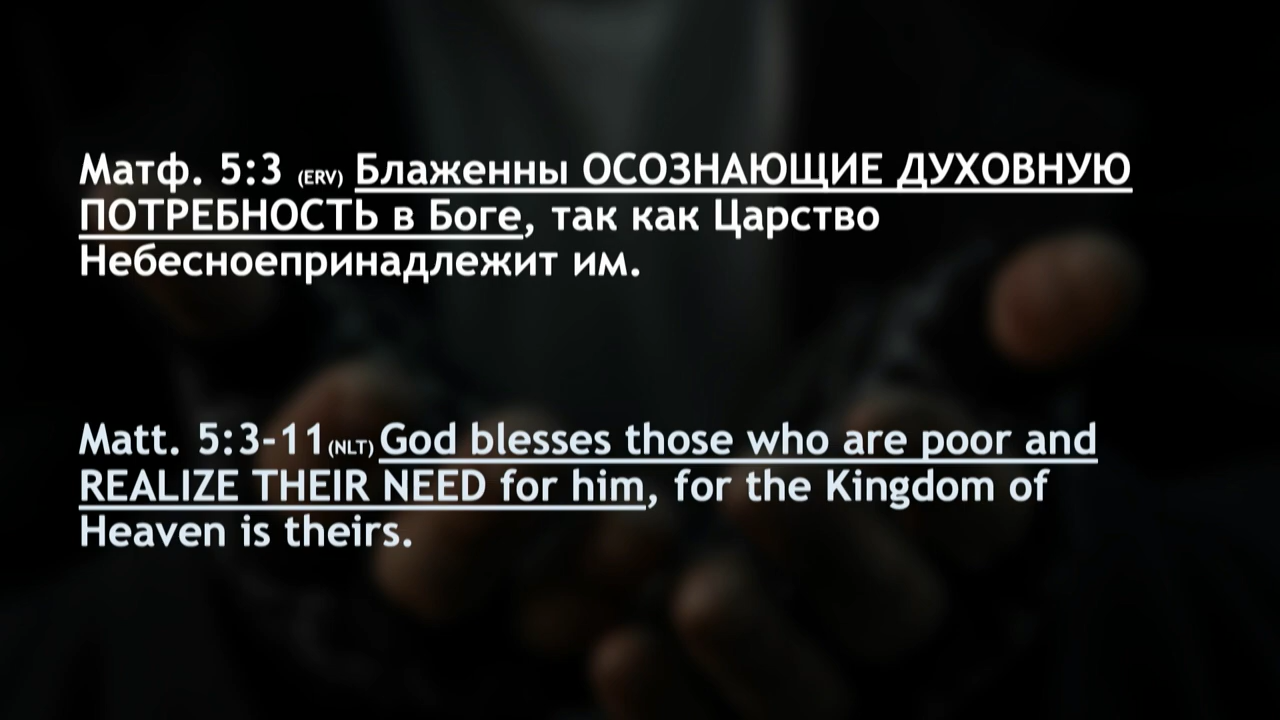 Матф. 5:3 (ERV) Блаженны ОСОЗНАЮЩИЕ ДУХОВНУЮ
ПОТРЕБНОСТЬ в Боге, так как Царство
Небесноепринадлежит им.
Matt. 5:3-11(NLT) God blesses those who are poor and
REALIZE THEIR NEED for him, for the Kingdom of
Heaven is theirs.